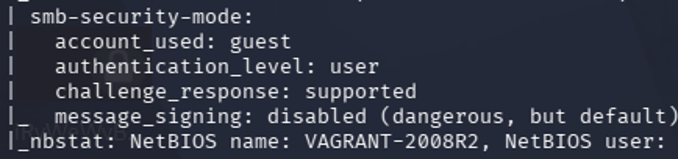 | smb-security-mode:
|   account_used: guest
|   authentication_level: user
|   challenge_response: supported
|_  message_signing: disabled (dangerous, but default)
|_nbstat: NetBIOS name: VAGRANT-2008R2, NetBIOS user: